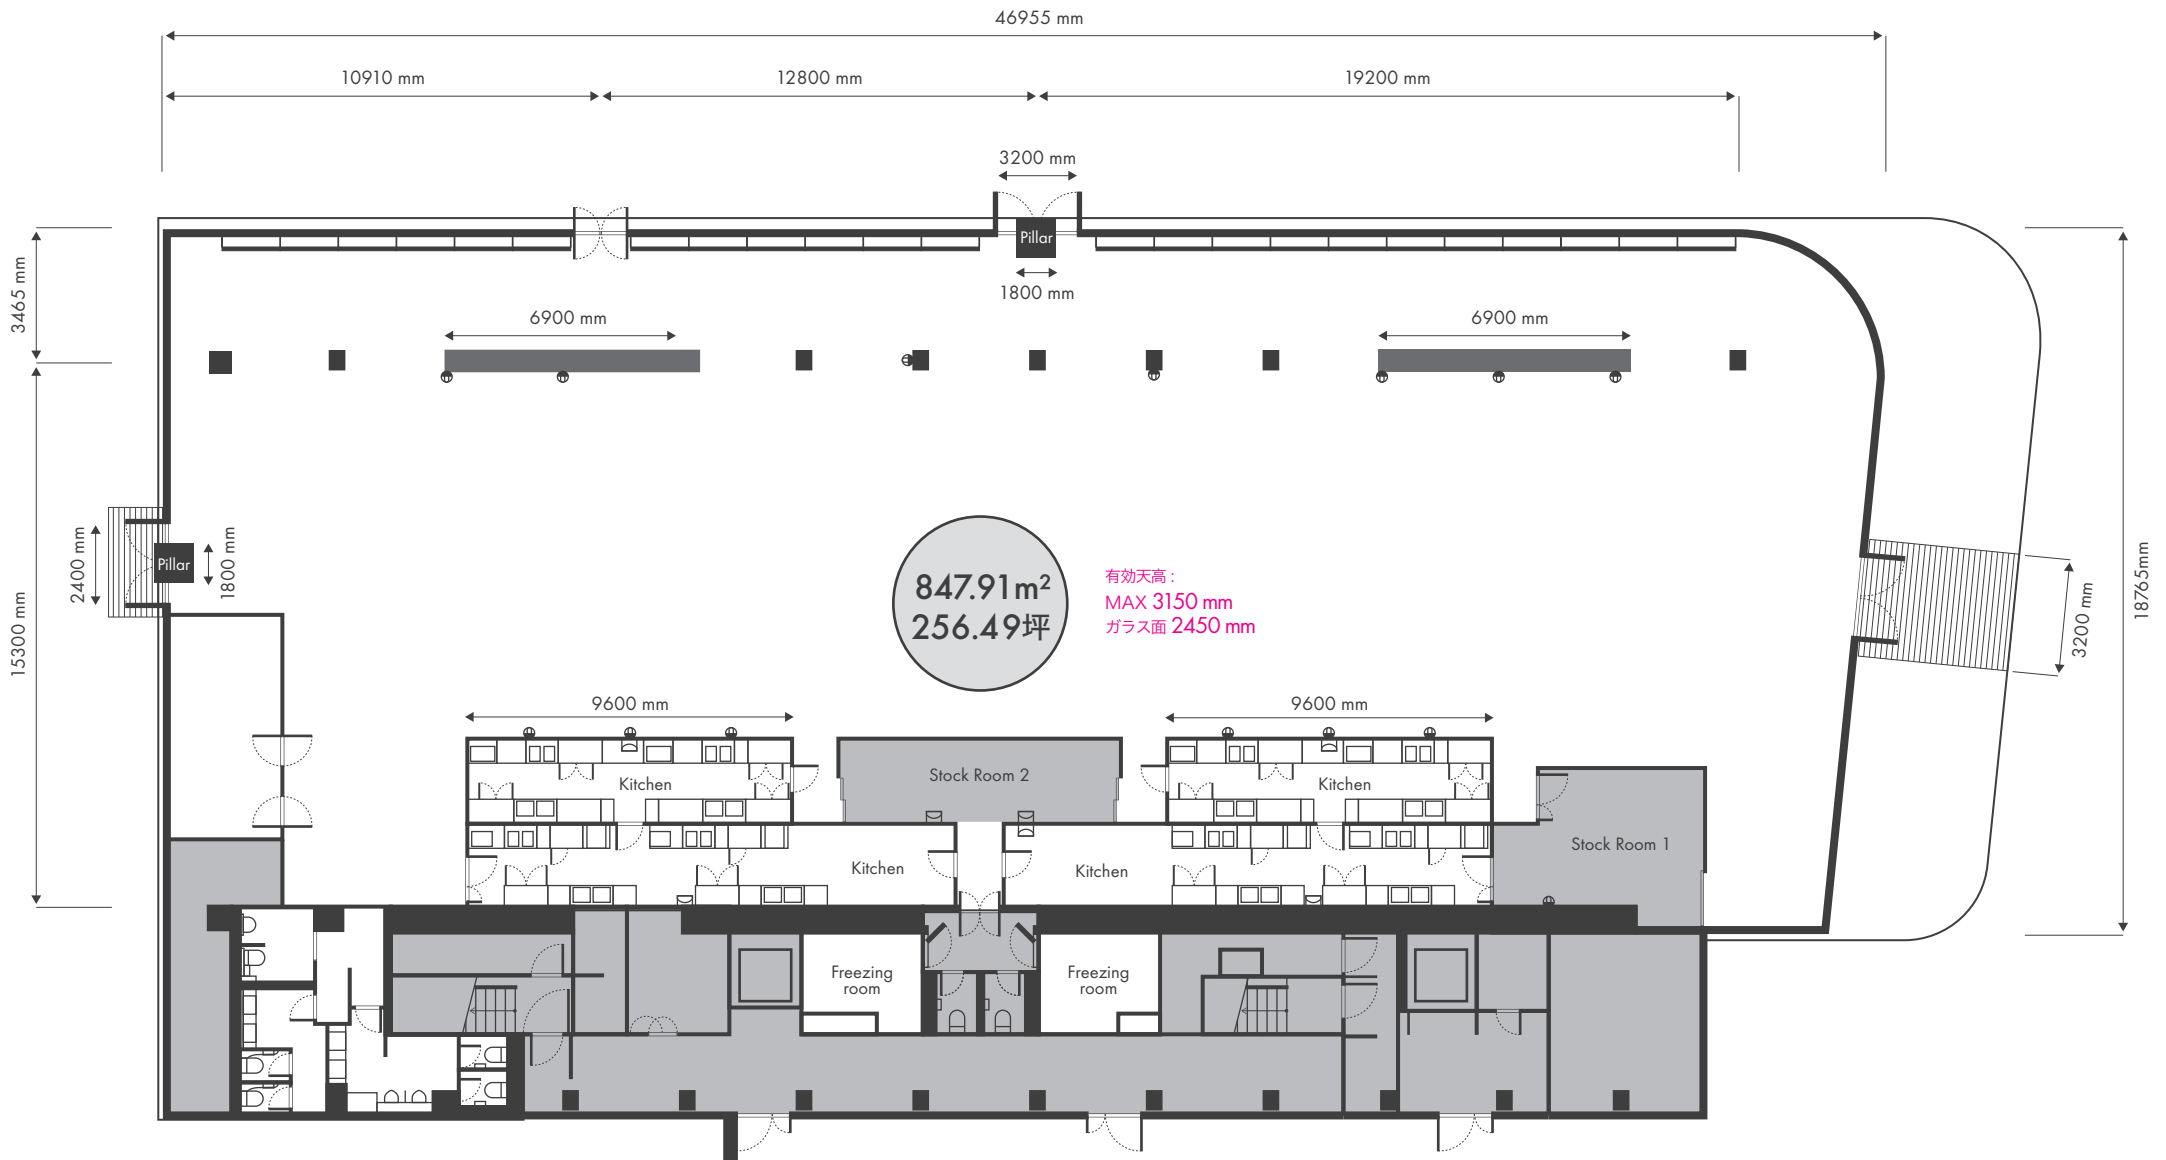 46955 mm
10910 mm
12800 mm
19200 mm
3200 mm
Pillar
1800 mm
3465 mm
6900 mm
6900 mm
15300 mm
2400 mm
Pillar
1800 mm
847.91m²
256.49坪
有効天高 :
MAX 3150 mm
ガラス面 2450 mm
18765mm
3200 mm
9600 mm
9600 mm
Kitchen
Stock Room 2
Kitchen
Stock Room 1
Kitchen
Kitchen
Freezing
room
Freezing
room